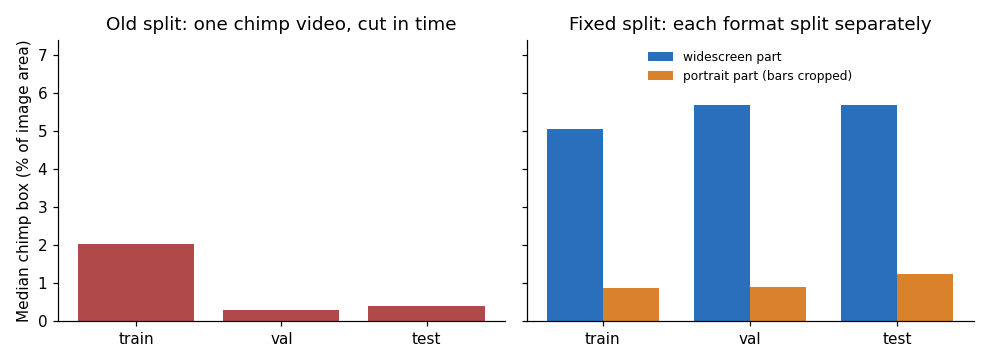 Old split: one chimp video, cut in time
Median chimp box (% of image area)
7
6
5
4
3
2
1
0
train
val
test
Fixed split: each format split separately
widescreen part
portrait part (bars cropped)
train
val
test